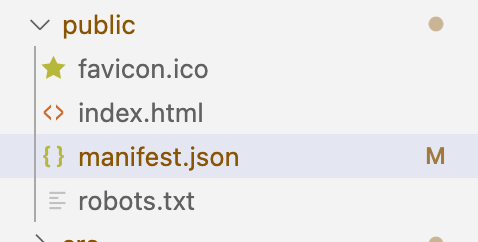 public
favicon.ico
index.html
{} manifest.json M
robots.txt